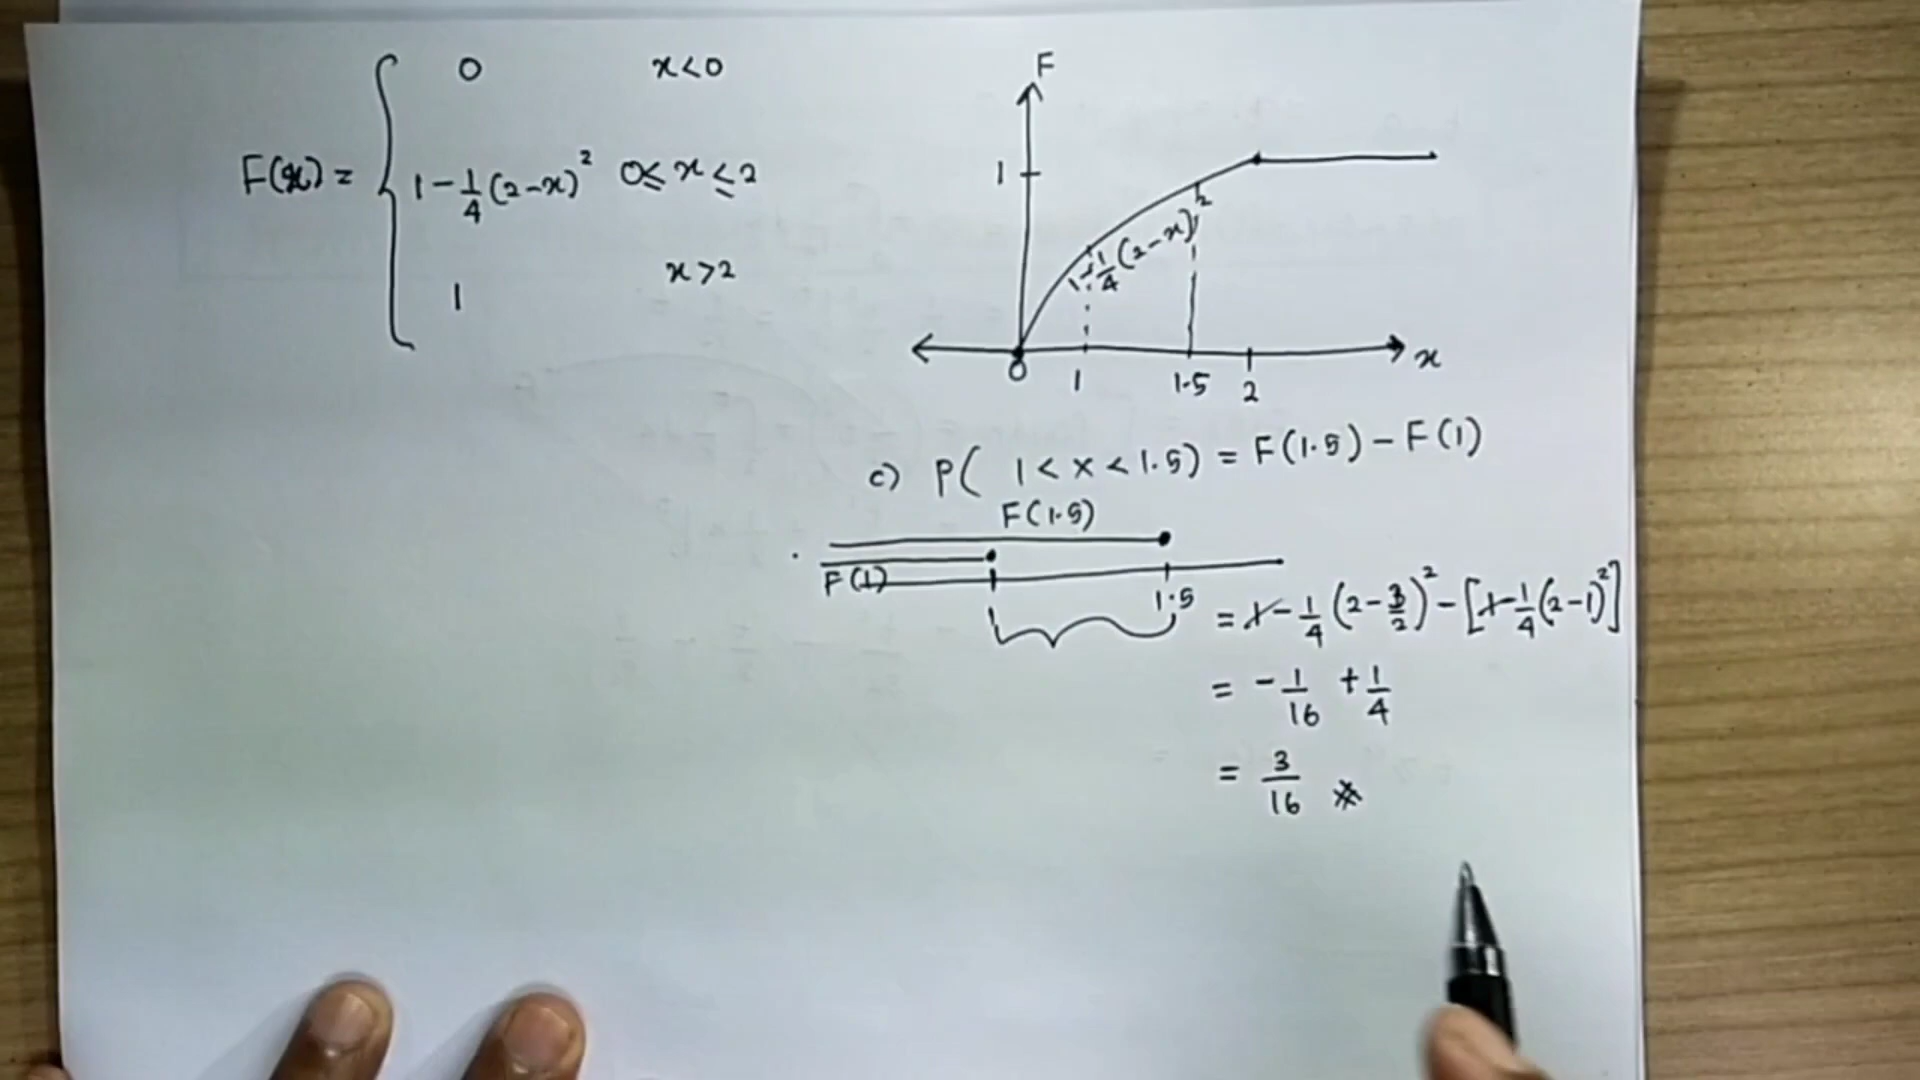 F(x) = { 0 x<0
1 - 1/4 (2-x)² 0≤x≤2
1 x>2
F
1
1-1/4(2-x)²
0 1 1.5 2 x
c) P( 1 < x < 1.5) = F(1.5) - F(1)
F(1.5)
F(1)
1.5
= 1 - 1/4 (2 - 3/2)² - [1 - 1/4 (2-1)²]
= - 1/16 + 1/4
= 3/16 *